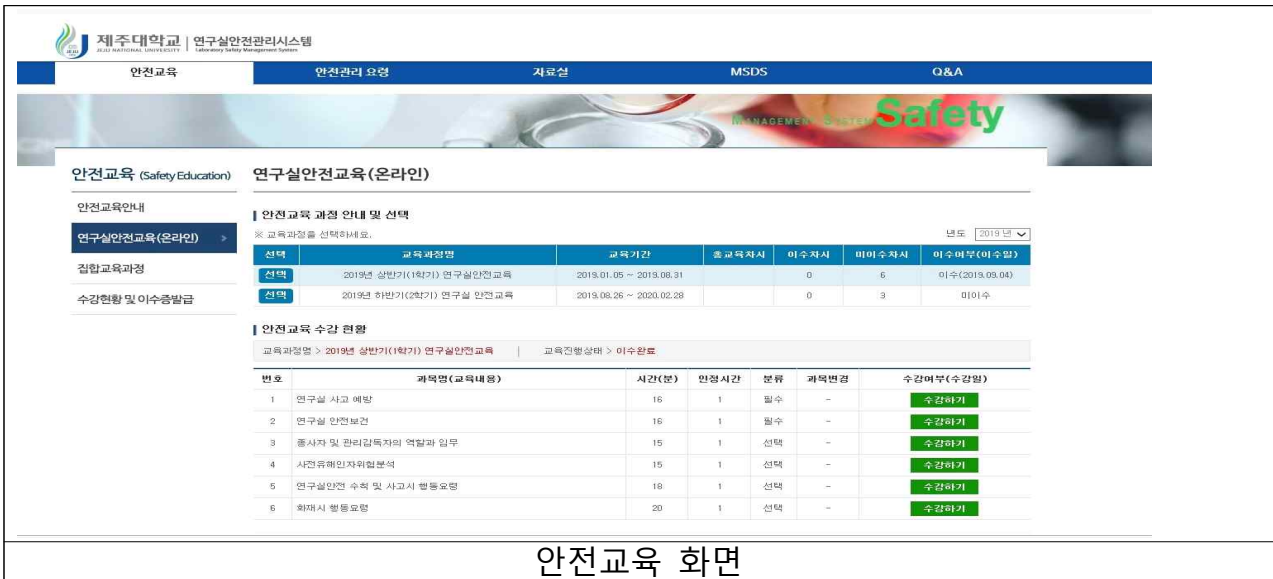 제주대학교 | 연구실안전관리시스템
JEJU NATIONAL UNIVERSITY Laboratory Safety Management System
안전교육 안전관리 요령 자료실 MSDS Q&A
MANAGEMENT SYSTEM Safety
안전교육 (Safety Education)
안전교육안내
연구실안전교육(온라인) >
집합교육과정
수강현황 및 이수증발급
연구실안전교육(온라인)
안전교육 과정 안내 및 선택
※ 교육과정을 선택하세요. 년도 2019 년
선택 교육과정명 교육기간 총교육차시 이수차시 미이수차시 이수여부(이수일)
선택 2019년 상반기(1학기) 연구실안전교육 2019.01.05 ~ 2019.08.31 0 6 이수(2019.09.04)
선택 2019년 하반기(2학기) 연구실 안전교육 2019.08.26 ~ 2020.02.28 0 3 미이수
안전교육 수강 현황
교육과정명 > 2019년 상반기(1학기) 연구실안전교육 | 교육진행상태 > 이수완료
번호 과목명(교육내용) 시간(분) 인정시간 분류 과목변경 수강여부(수강일)
1 연구실 사고 예방 16 1 필수 - 수강하기
2 연구실 안전보건 16 1 필수 - 수강하기
3 종사자 및 관리감독자의 역할과 임무 15 1 선택 - 수강하기
4 사전유해인자위험분석 15 1 선택 - 수강하기
5 연구실안전 수칙 및 사고시 행동요령 18 1 선택 - 수강하기
6 화재시 행동요령 20 1 선택 - 수강하기
안전교육 화면